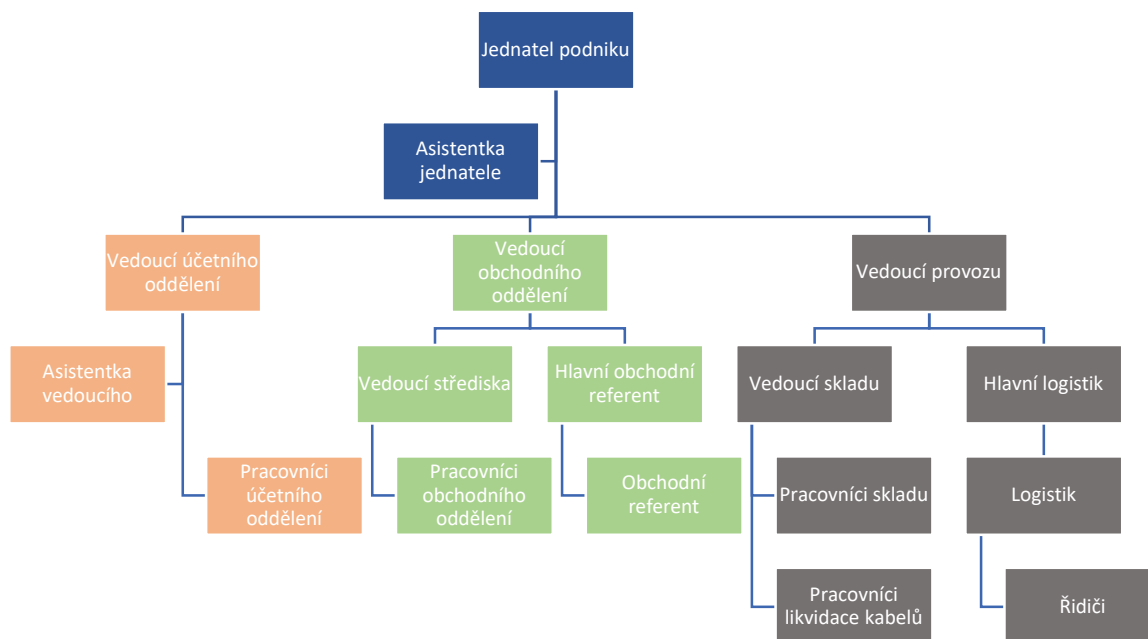 Jednatel podniku
Asistentka
jednatele
Vedoucí účetního
oddělení
Vedoucí
obchodního
oddělení
Vedoucí provozu
Asistentka
vedoucího
Vedoucí střediska
Hlavní obchodní
referent
Vedoucí skladu
Hlavní logistik
Pracovníci
účetního
oddělení
Pracovníci
obchodního
oddělení
Obchodní
referent
Pracovníci skladu
Logistik
Pracovníci
likvidace kabelů
Řidiči